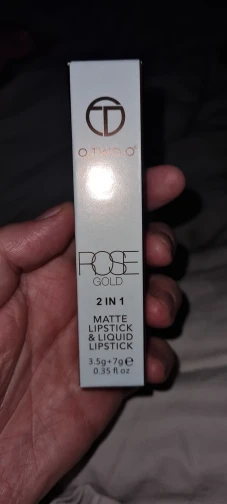 ROSE
GOLD
2 IN 1
MATTE
LIPSTICK
& LIQUID
LIPSTICK
3.5g+7g℮
0.35 fl oz